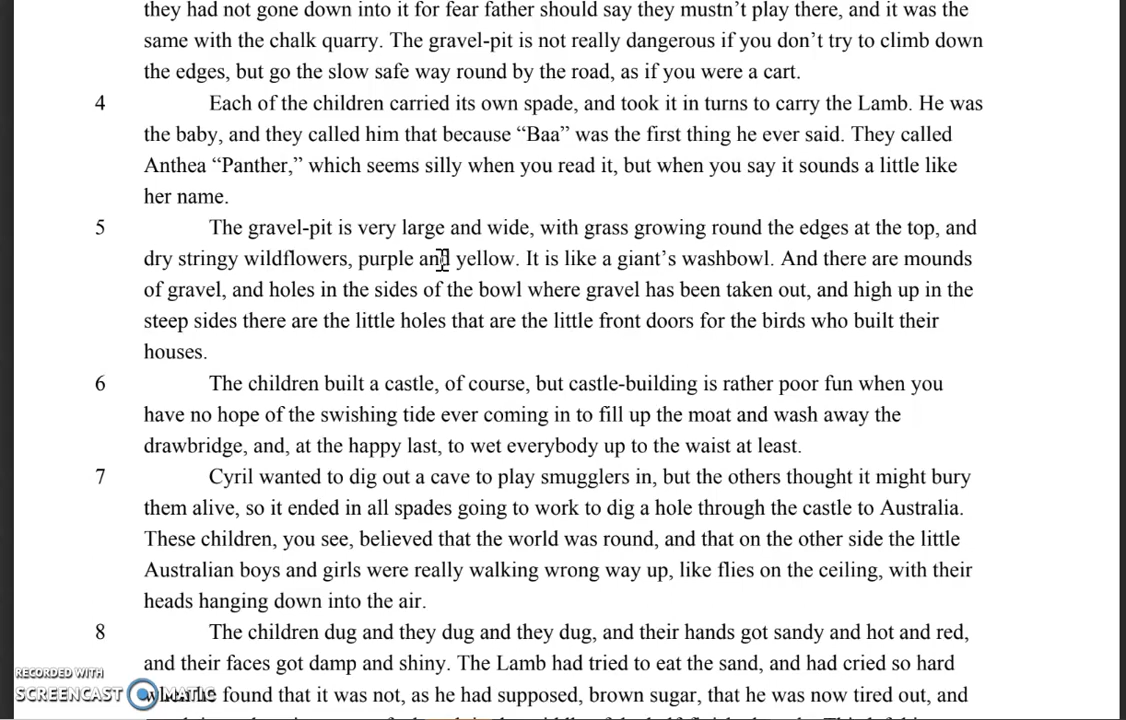 they had not gone down into it for fear father should say they mustn’t play there, and it was the
same with the chalk quarry. The gravel-pit is not really dangerous if you don’t try to climb down
the edges, but go the slow safe way round by the road, as if you were a cart.
4 Each of the children carried its own spade, and took it in turns to carry the Lamb. He was
the baby, and they called him that because “Baa” was the first thing he ever said. They called
Anthea “Panther,” which seems silly when you read it, but when you say it sounds a little like
her name.
5 The gravel-pit is very large and wide, with grass growing round the edges at the top, and
dry stringy wildflowers, purple and yellow. It is like a giant’s washbowl. And there are mounds
of gravel, and holes in the sides of the bowl where gravel has been taken out, and high up in the
steep sides there are the little holes that are the little front doors for the birds who built their
houses.
6 The children built a castle, of course, but castle-building is rather poor fun when you
have no hope of the swishing tide ever coming in to fill up the moat and wash away the
drawbridge, and, at the happy last, to wet everybody up to the waist at least.
7 Cyril wanted to dig out a cave to play smugglers in, but the others thought it might bury
them alive, so it ended in all spades going to work to dig a hole through the castle to Australia.
These children, you see, believed that the world was round, and that on the other side the little
Australian boys and girls were really walking wrong way up, like flies on the ceiling, with their
heads hanging down into the air.
8 The children dug and they dug and they dug, and their hands got sandy and hot and red,
and their faces got damp and shiny. The Lamb had tried to eat the sand, and had cried so hard
found that it was not, as he had supposed, brown sugar, that he was now tired out, and
RECORDED WITH
SCREENCAST MATIC